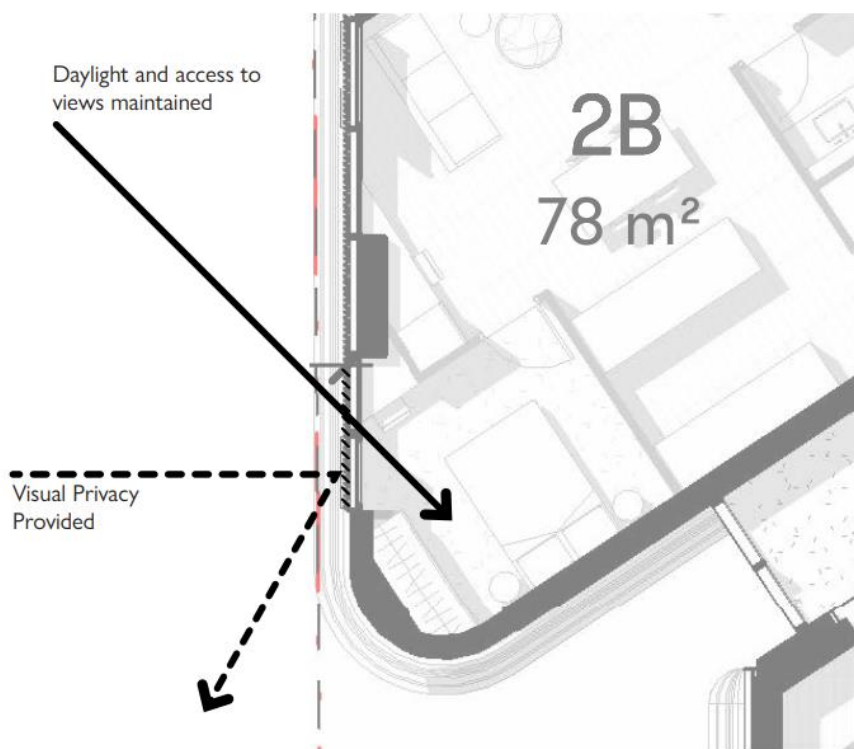 Daylight and access to
views maintained
2B
78 m²
Visual Privacy
Provided